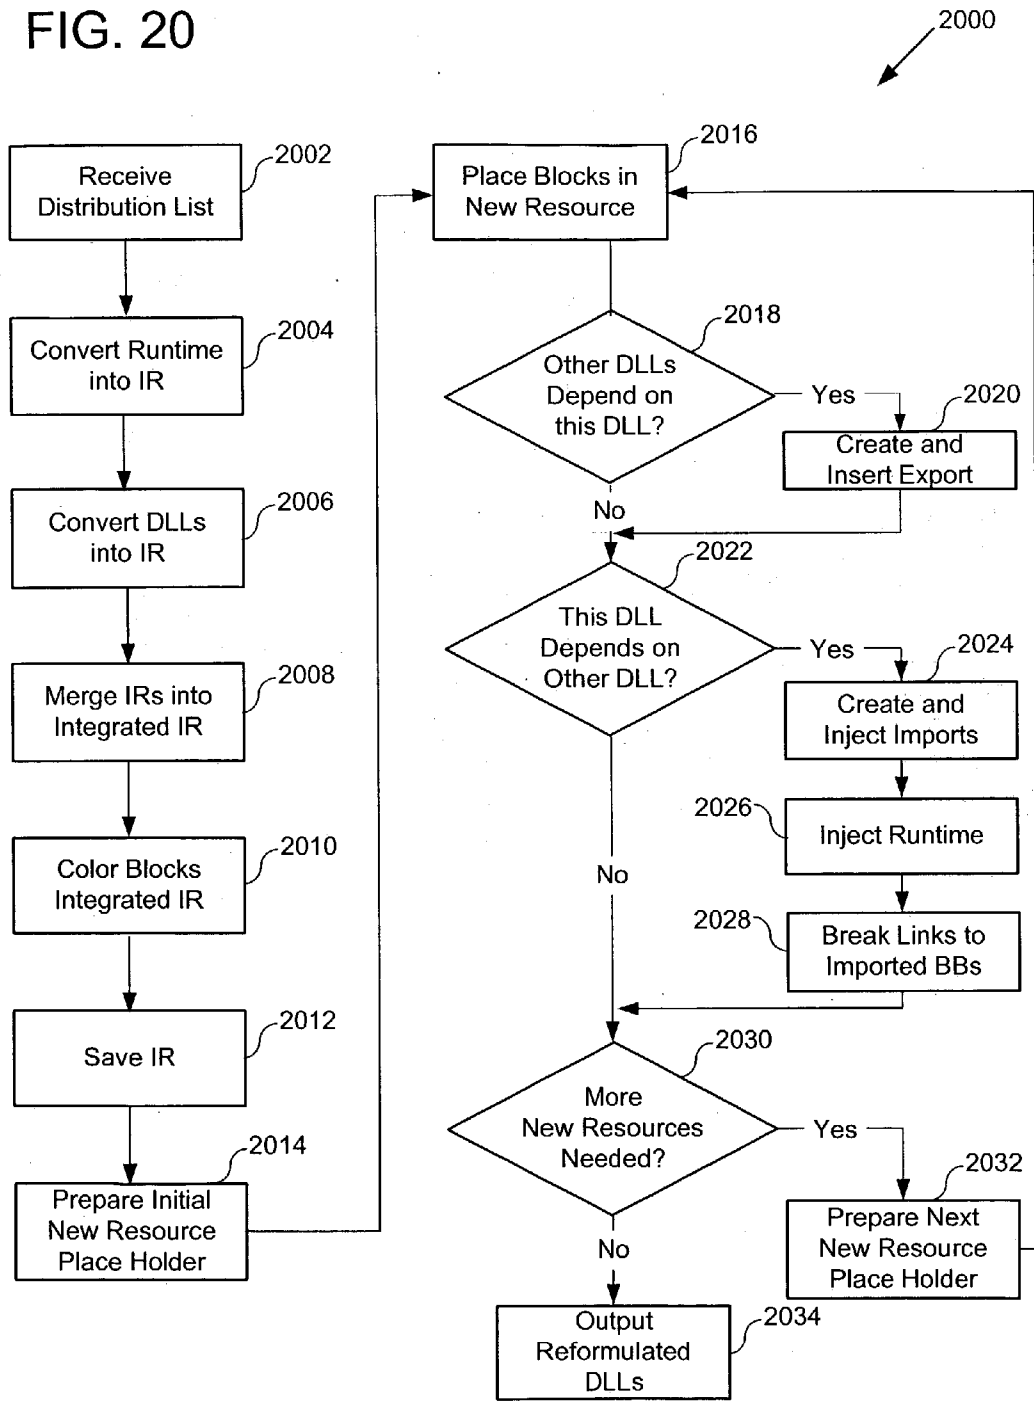 FIG. 20
2000
2002
Receive
Distribution List
2004
Convert Runtime
into IR
2006
Convert DLLs
into IR
2008
Merge IRs into
Integrated IR
2010
Color Blocks
Integrated IR
2012
Save IR
2014
Prepare Initial
New Resource
Place Holder
2016
Place Blocks in
New Resource
2018
Other DLLs
Depend on
this DLL?
Yes
2020
Create and
Insert Export
No
2022
This DLL
Depends on
Other DLL?
Yes
2024
Create and
Inject Imports
2026
Inject Runtime
2028
Break Links to
Imported BBs
No
2030
More
New Resources
Needed?
Yes
2032
Prepare Next
New Resource
Place Holder
No
2034
Output
Reformulated
DLLs